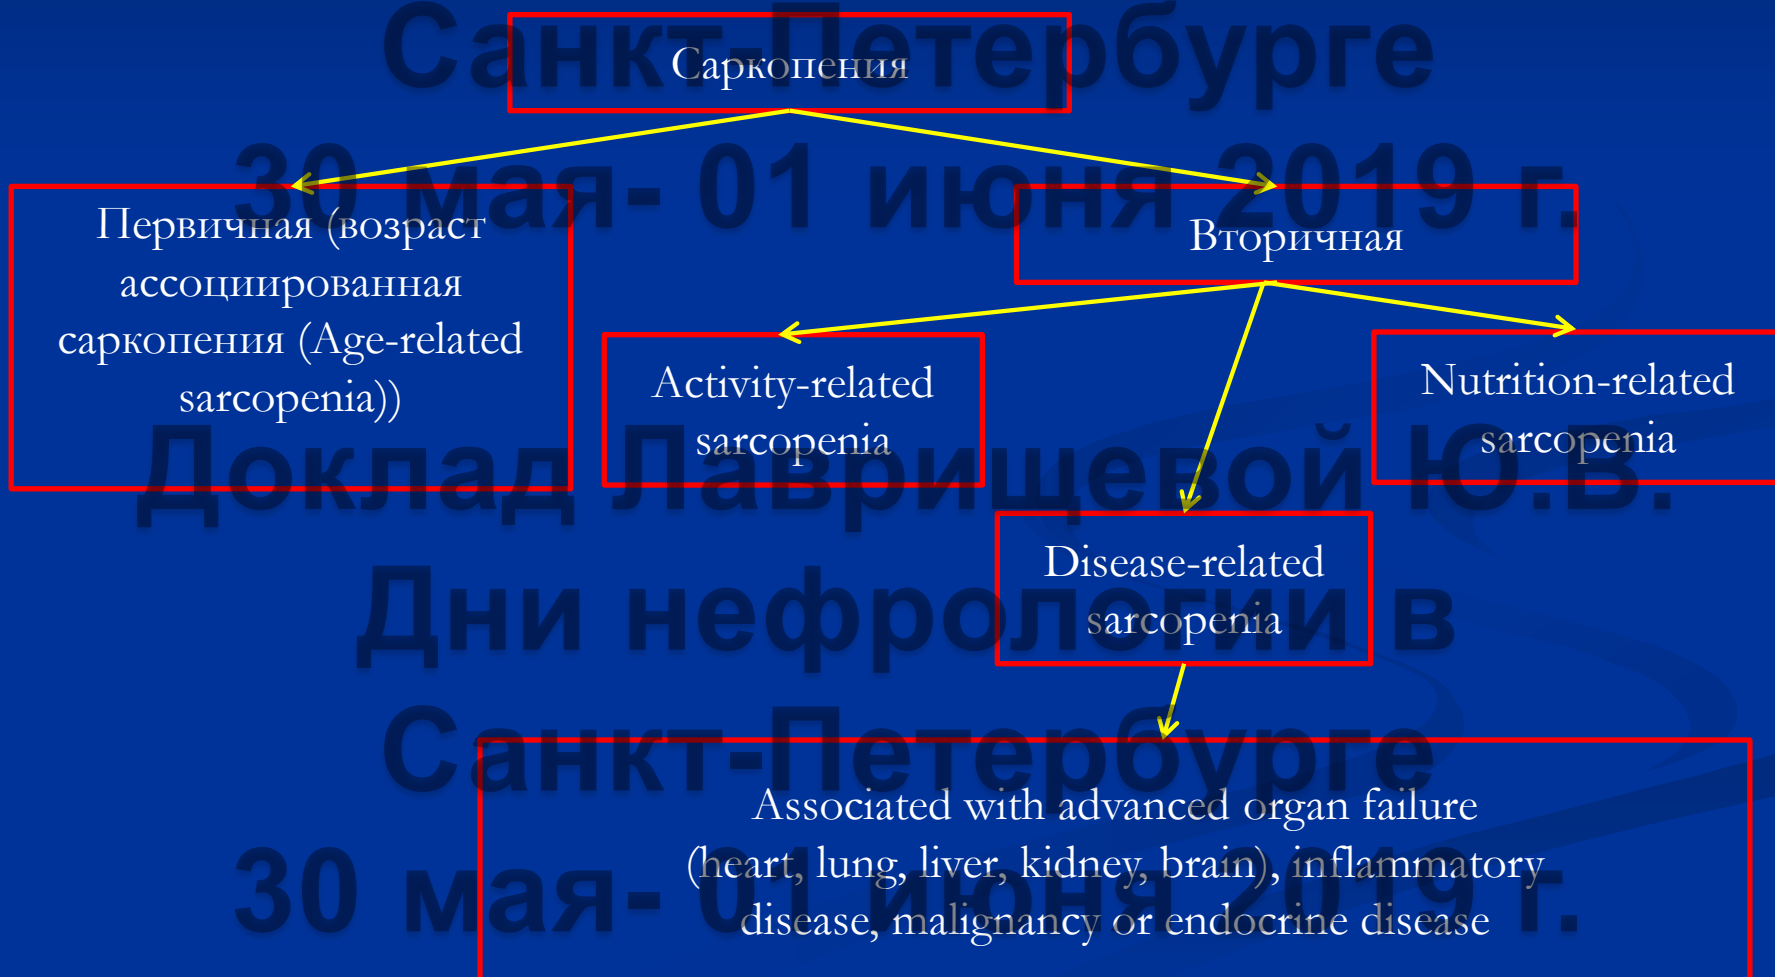 Санкт-Петербурге
Саркопения
30 мая- 01 июня 2019 г.
Первичная (возраст
ассоциированная
саркопения (Age-related
sarcopenia))
Вторичная
Activity-related
sarcopenia
Nutrition-related
sarcopenia
Доклад Лаврищевой Ю.В.
Disease-related
sarcopenia
Дни нефрологии в
Санкт-Петербурге
Associated with advanced organ failure
(heart, lung, liver, kidney, brain), inflammatory
disease, malignancy or endocrine disease
30 мая- 01 июня 2019 г.